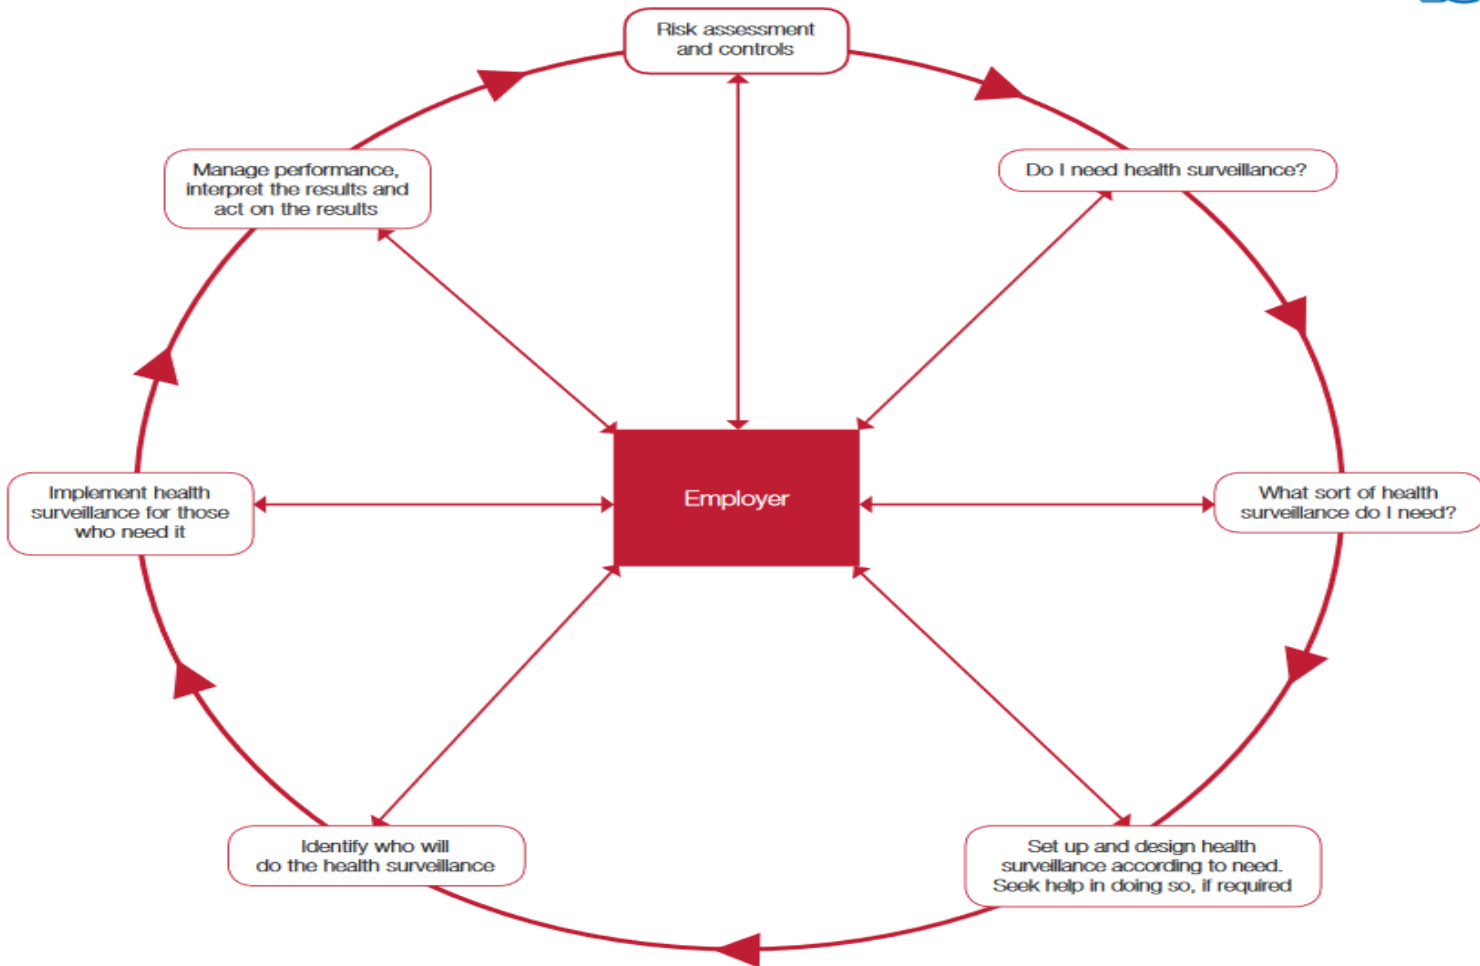 Risk assessment
and controls
Do I need health surveillance?
What sort of health
surveillance do I need?
Set up and design health
surveillance according to need.
Seek help in doing so, if required
Identify who will
do the health surveillance
Implement health
surveillance for those
who need it
Manage performance,
interpret the results and
act on the results
Employer